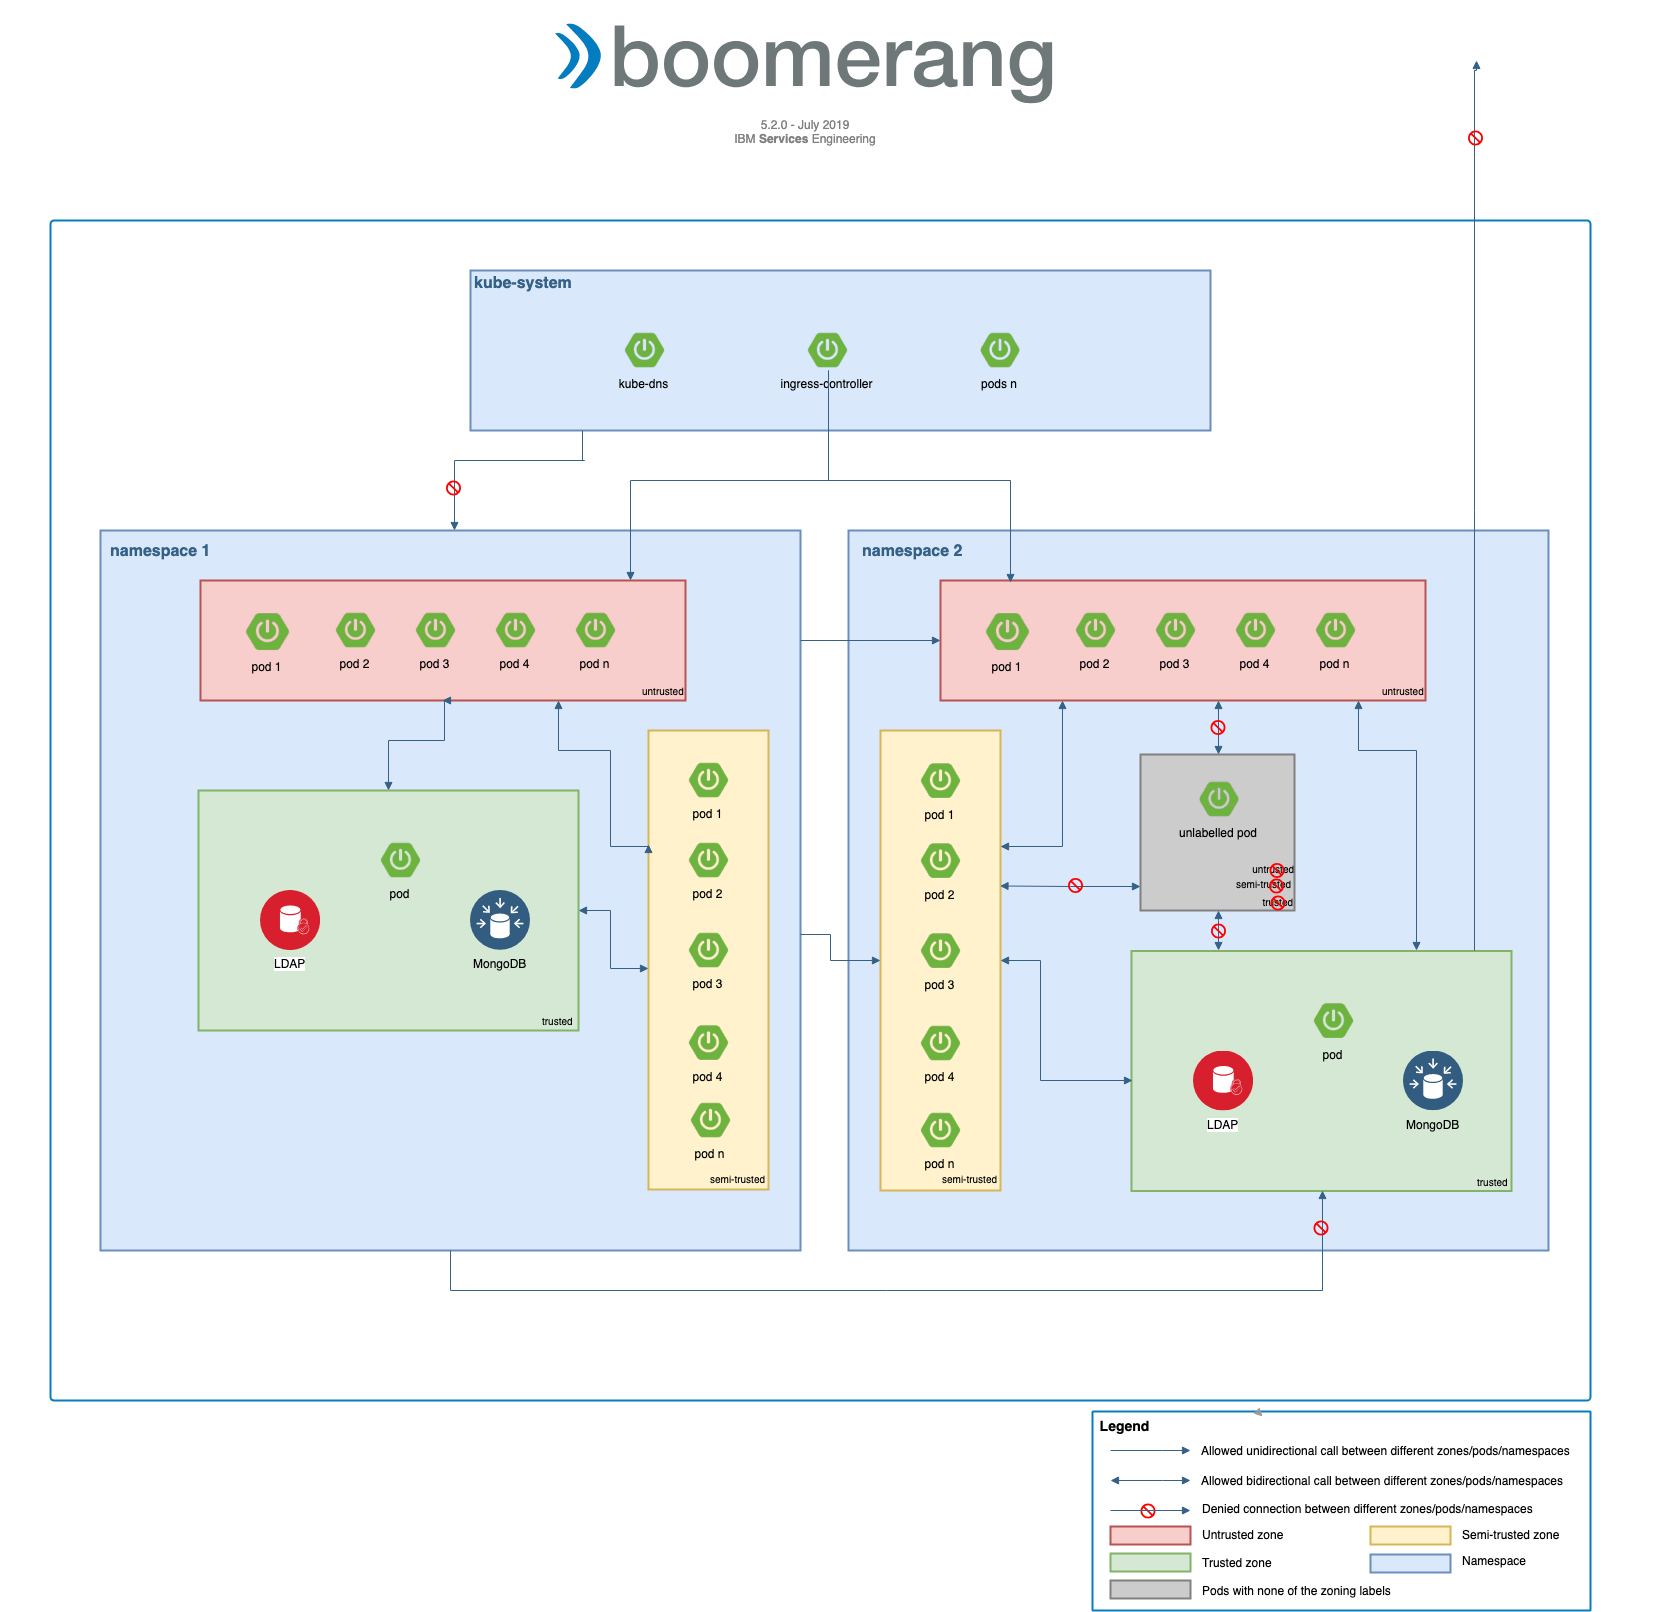 boomerang
5.2.0 - July 2019
IBM Services Engineering
kube-system
kube-dns
ingress-controller
pods n
namespace 1
pod 1
pod 2
pod 3
pod 4
pod n
untrusted
pod
LDAP
MongoDB
trusted
pod 1
pod 2
pod 3
pod 4
pod n
semi-trusted
namespace 2
pod 1
pod 2
pod 3
pod 4
pod n
untrusted
pod 1
pod 2
pod 3
pod 4
pod n
semi-trusted
unlabelled pod
untrusted
semi-trusted
trusted
pod
LDAP
MongoDB
trusted
Legend
Allowed unidirectional call between different zones/pods/namespaces
Allowed bidirectional call between different zones/pods/namespaces
Denied connection between different zones/pods/namespaces
Untrusted zone
Semi-trusted zone
Trusted zone
Namespace
Pods with none of the zoning labels